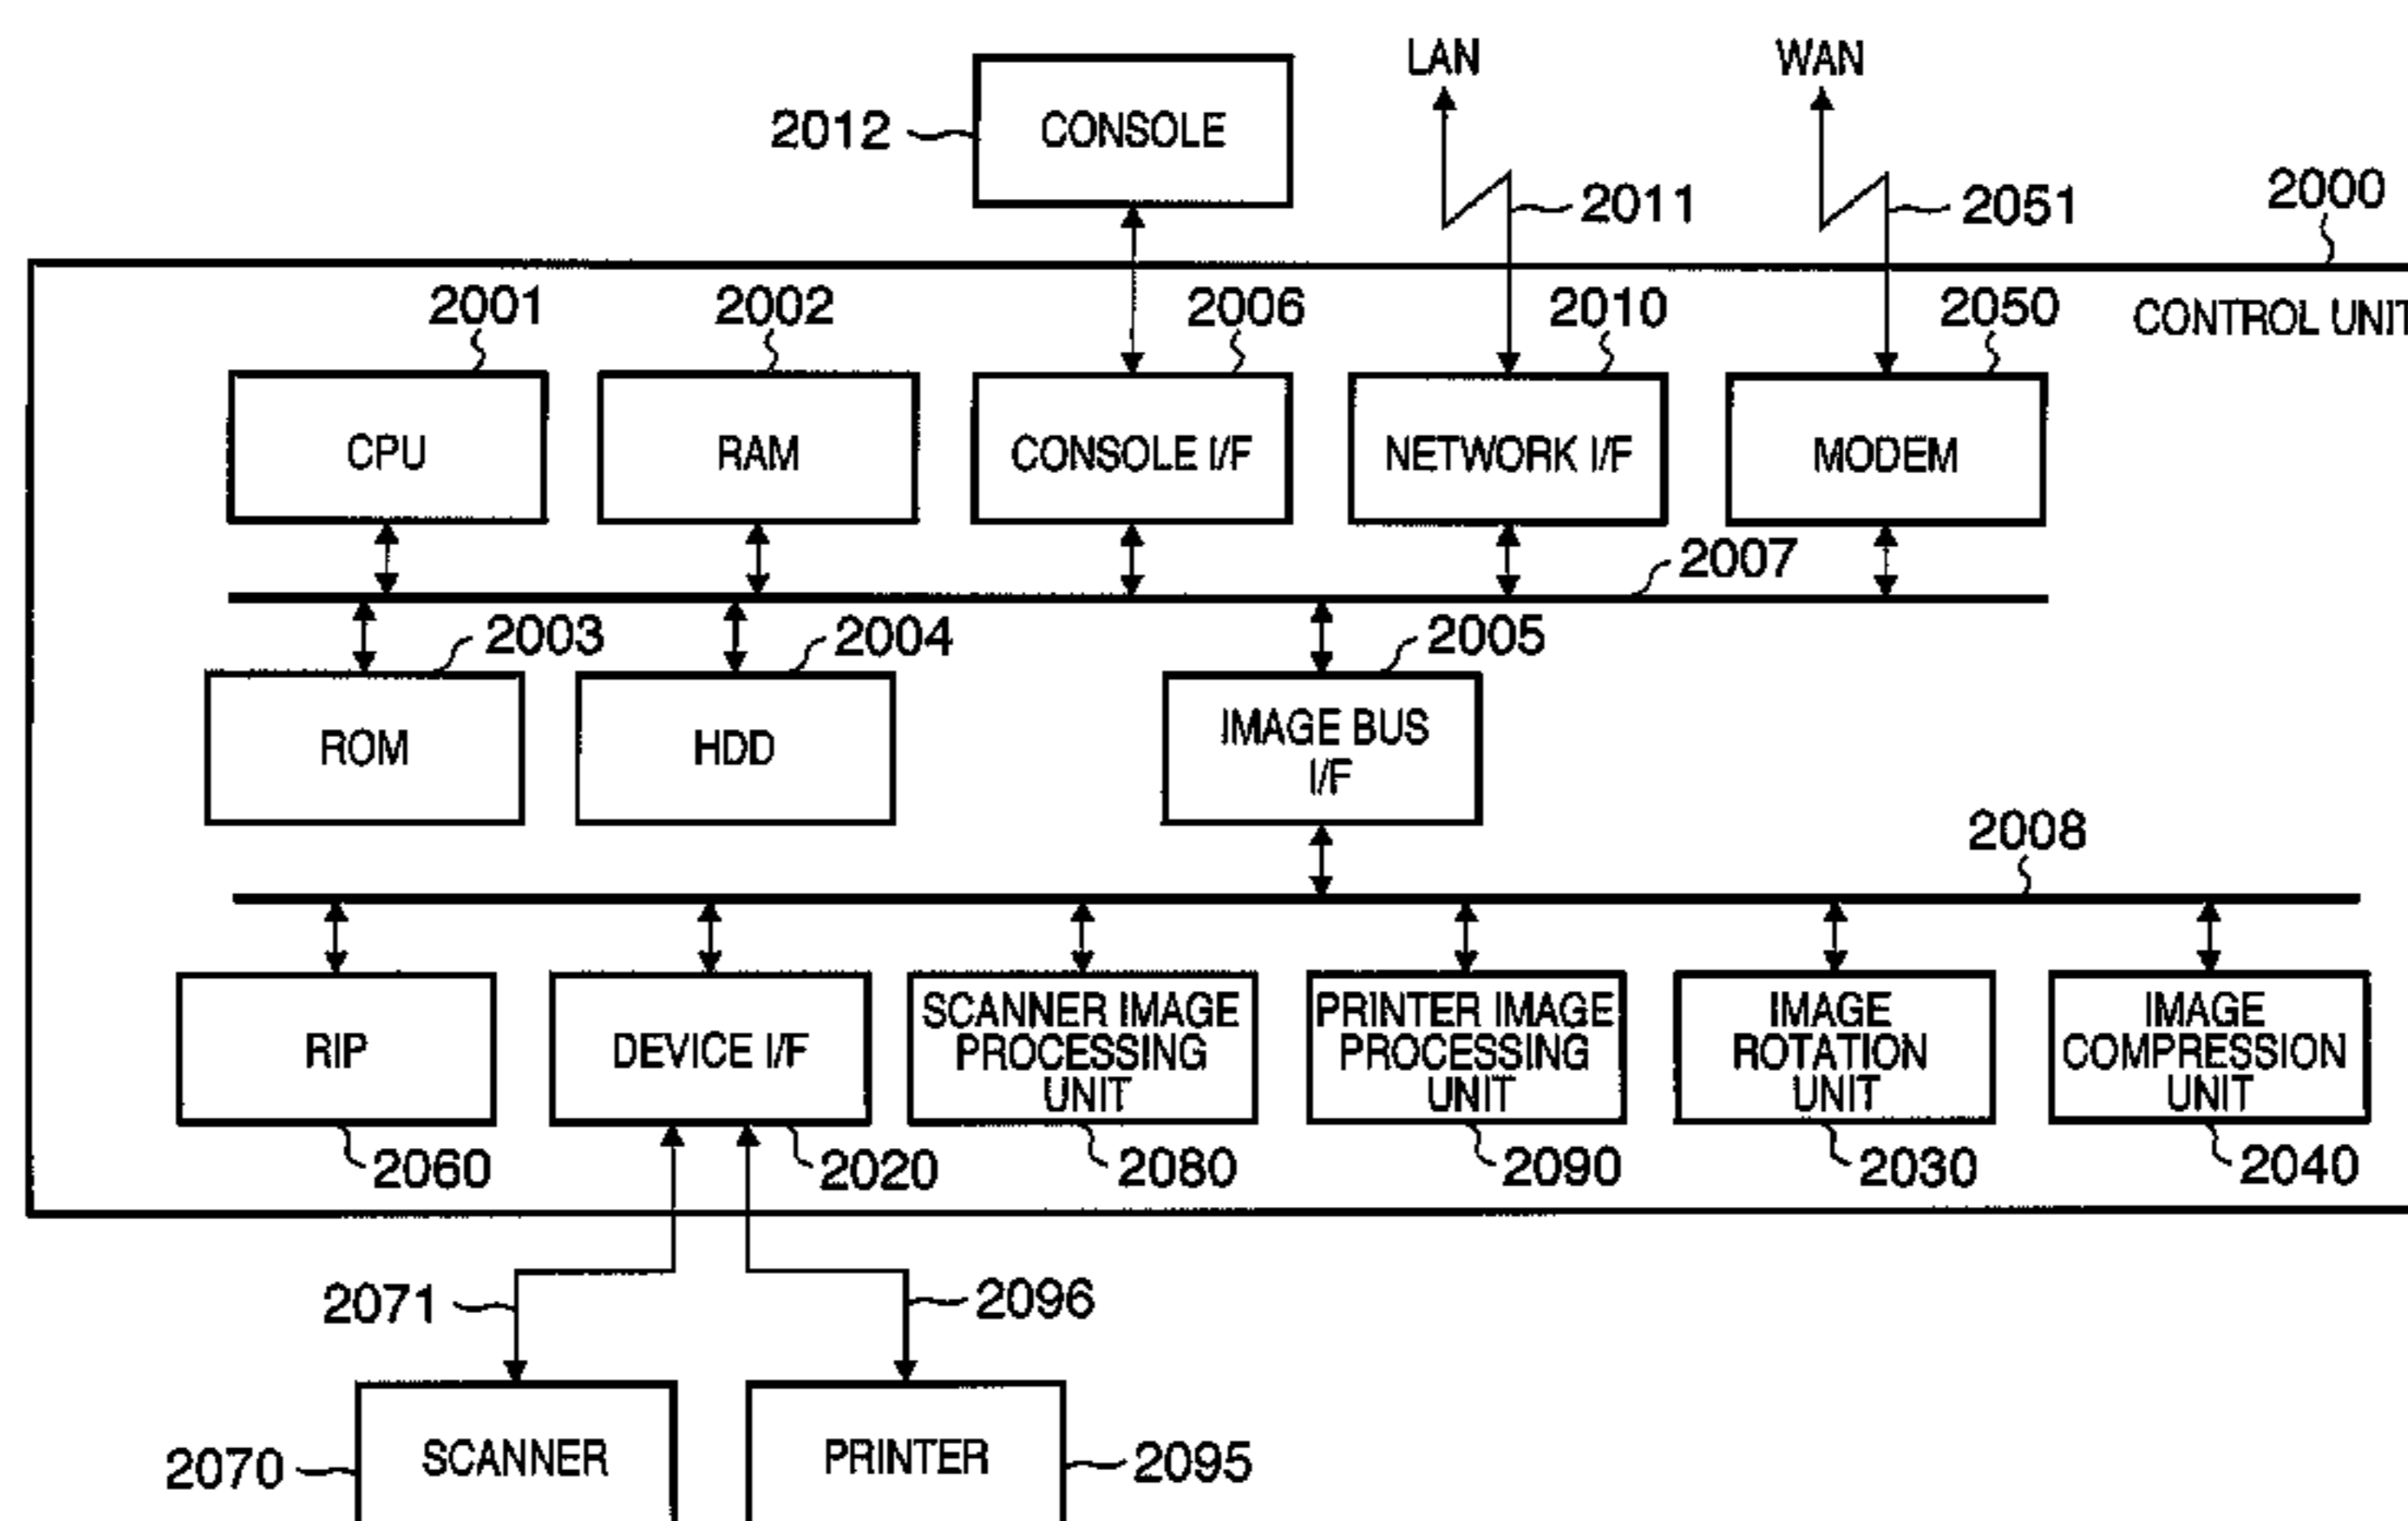 LAN
WAN
2012
CONSOLE
2011
2051
2000
2001
2002
2006
2010
2050
CONTROL UNIT
CPU
RAM
CONSOLE I/F
NETWORK I/F
MODEM
2007
2003
2004
2005
ROM
HDD
IMAGE BUS
I/F
2008
RIP
DEVICE I/F
SCANNER IMAGE
PROCESSING
UNIT
PRINTER IMAGE
PROCESSING
UNIT
IMAGE
ROTATION
UNIT
IMAGE
COMPRESSION
UNIT
2060
2020
2080
2090
2030
2040
2071
2096
2070
SCANNER
PRINTER
2095